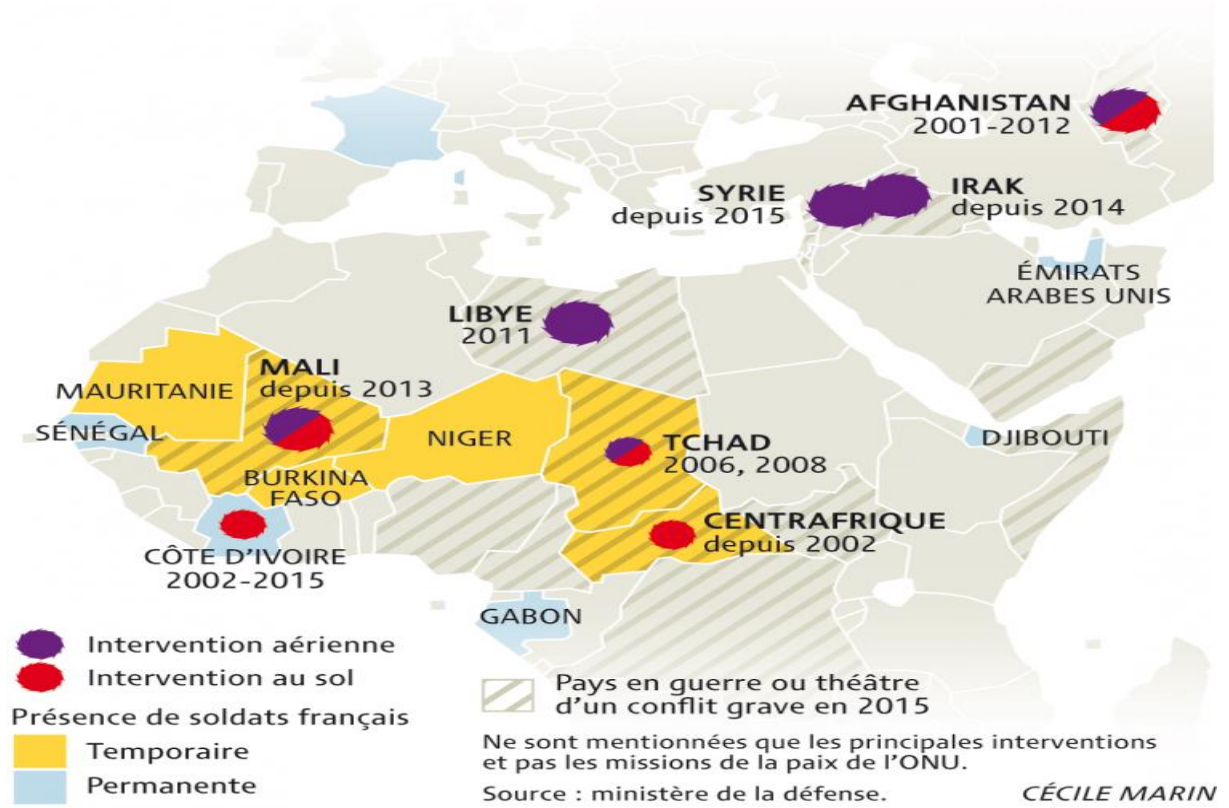 AFGHANISTAN
2001-2012
SYRIE
depuis 2015
IRAK
depuis 2014
ÉMIRATS
ARABES UNIS
LIBYE
2011
MALI
depuis 2013
MAURITANIE
SÉNÉGAL
NIGER
TCHAD
2006, 2008
DJIBOUTI
BURKINA
FASO
CENTRAFRIQUE
depuis 2002
CÔTE D'IVOIRE
2002-2015
GABON
Intervention aérienne
Intervention au sol
Présence de soldats français
Temporaire
Permanente
Pays en guerre ou théâtre
d'un conflit grave en 2015
Ne sont mentionnées que les principales interventions
et pas les missions de la paix de l'ONU.
Source : ministère de la défense.
CÉCILE MARIN